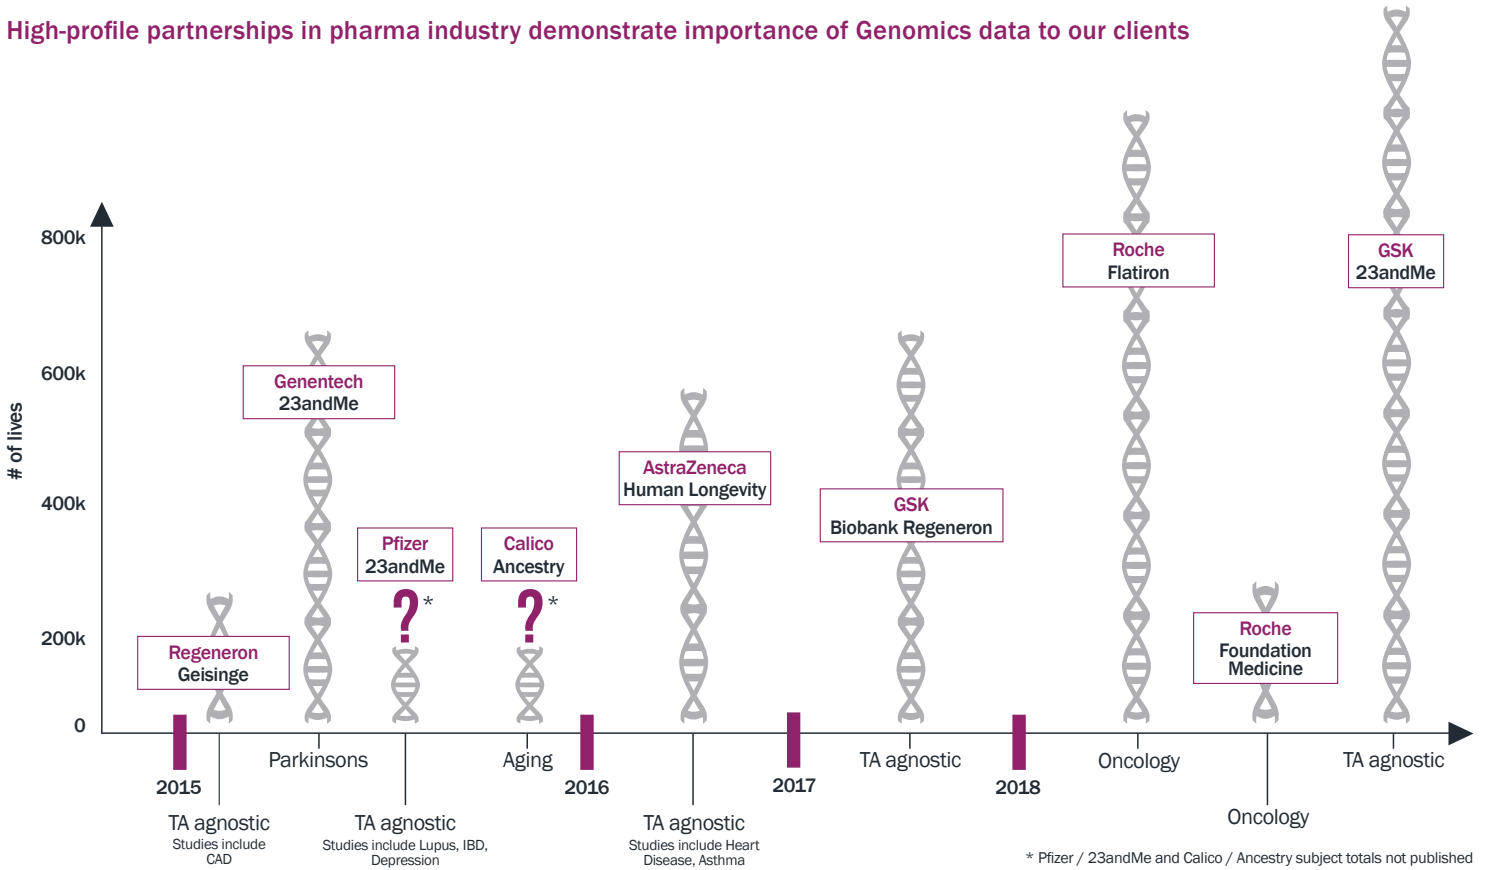 High-profile partnerships in pharma industry demonstrate importance of Genomics data to our clients
# of lives
800k
600k
400k
200k
0
Regeneron
Geisinge
Genentech
23andMe
Pfizer
23andMe
?*
Calico
Ancestry
?*
AstraZeneca
Human Longevity
GSK
Biobank Regeneron
Roche
Flatiron
Roche
Foundation
Medicine
GSK
23andMe
2015
TA agnostic
Studies include
CAD
Parkinsons
TA agnostic
Studies include Lupus, IBD,
Depression
Aging
2016
TA agnostic
Studies include Heart
Disease, Asthma
2017
TA agnostic
2018
Oncology
Oncology
TA agnostic
* Pfizer / 23andMe and Calico / Ancestry subject totals not published